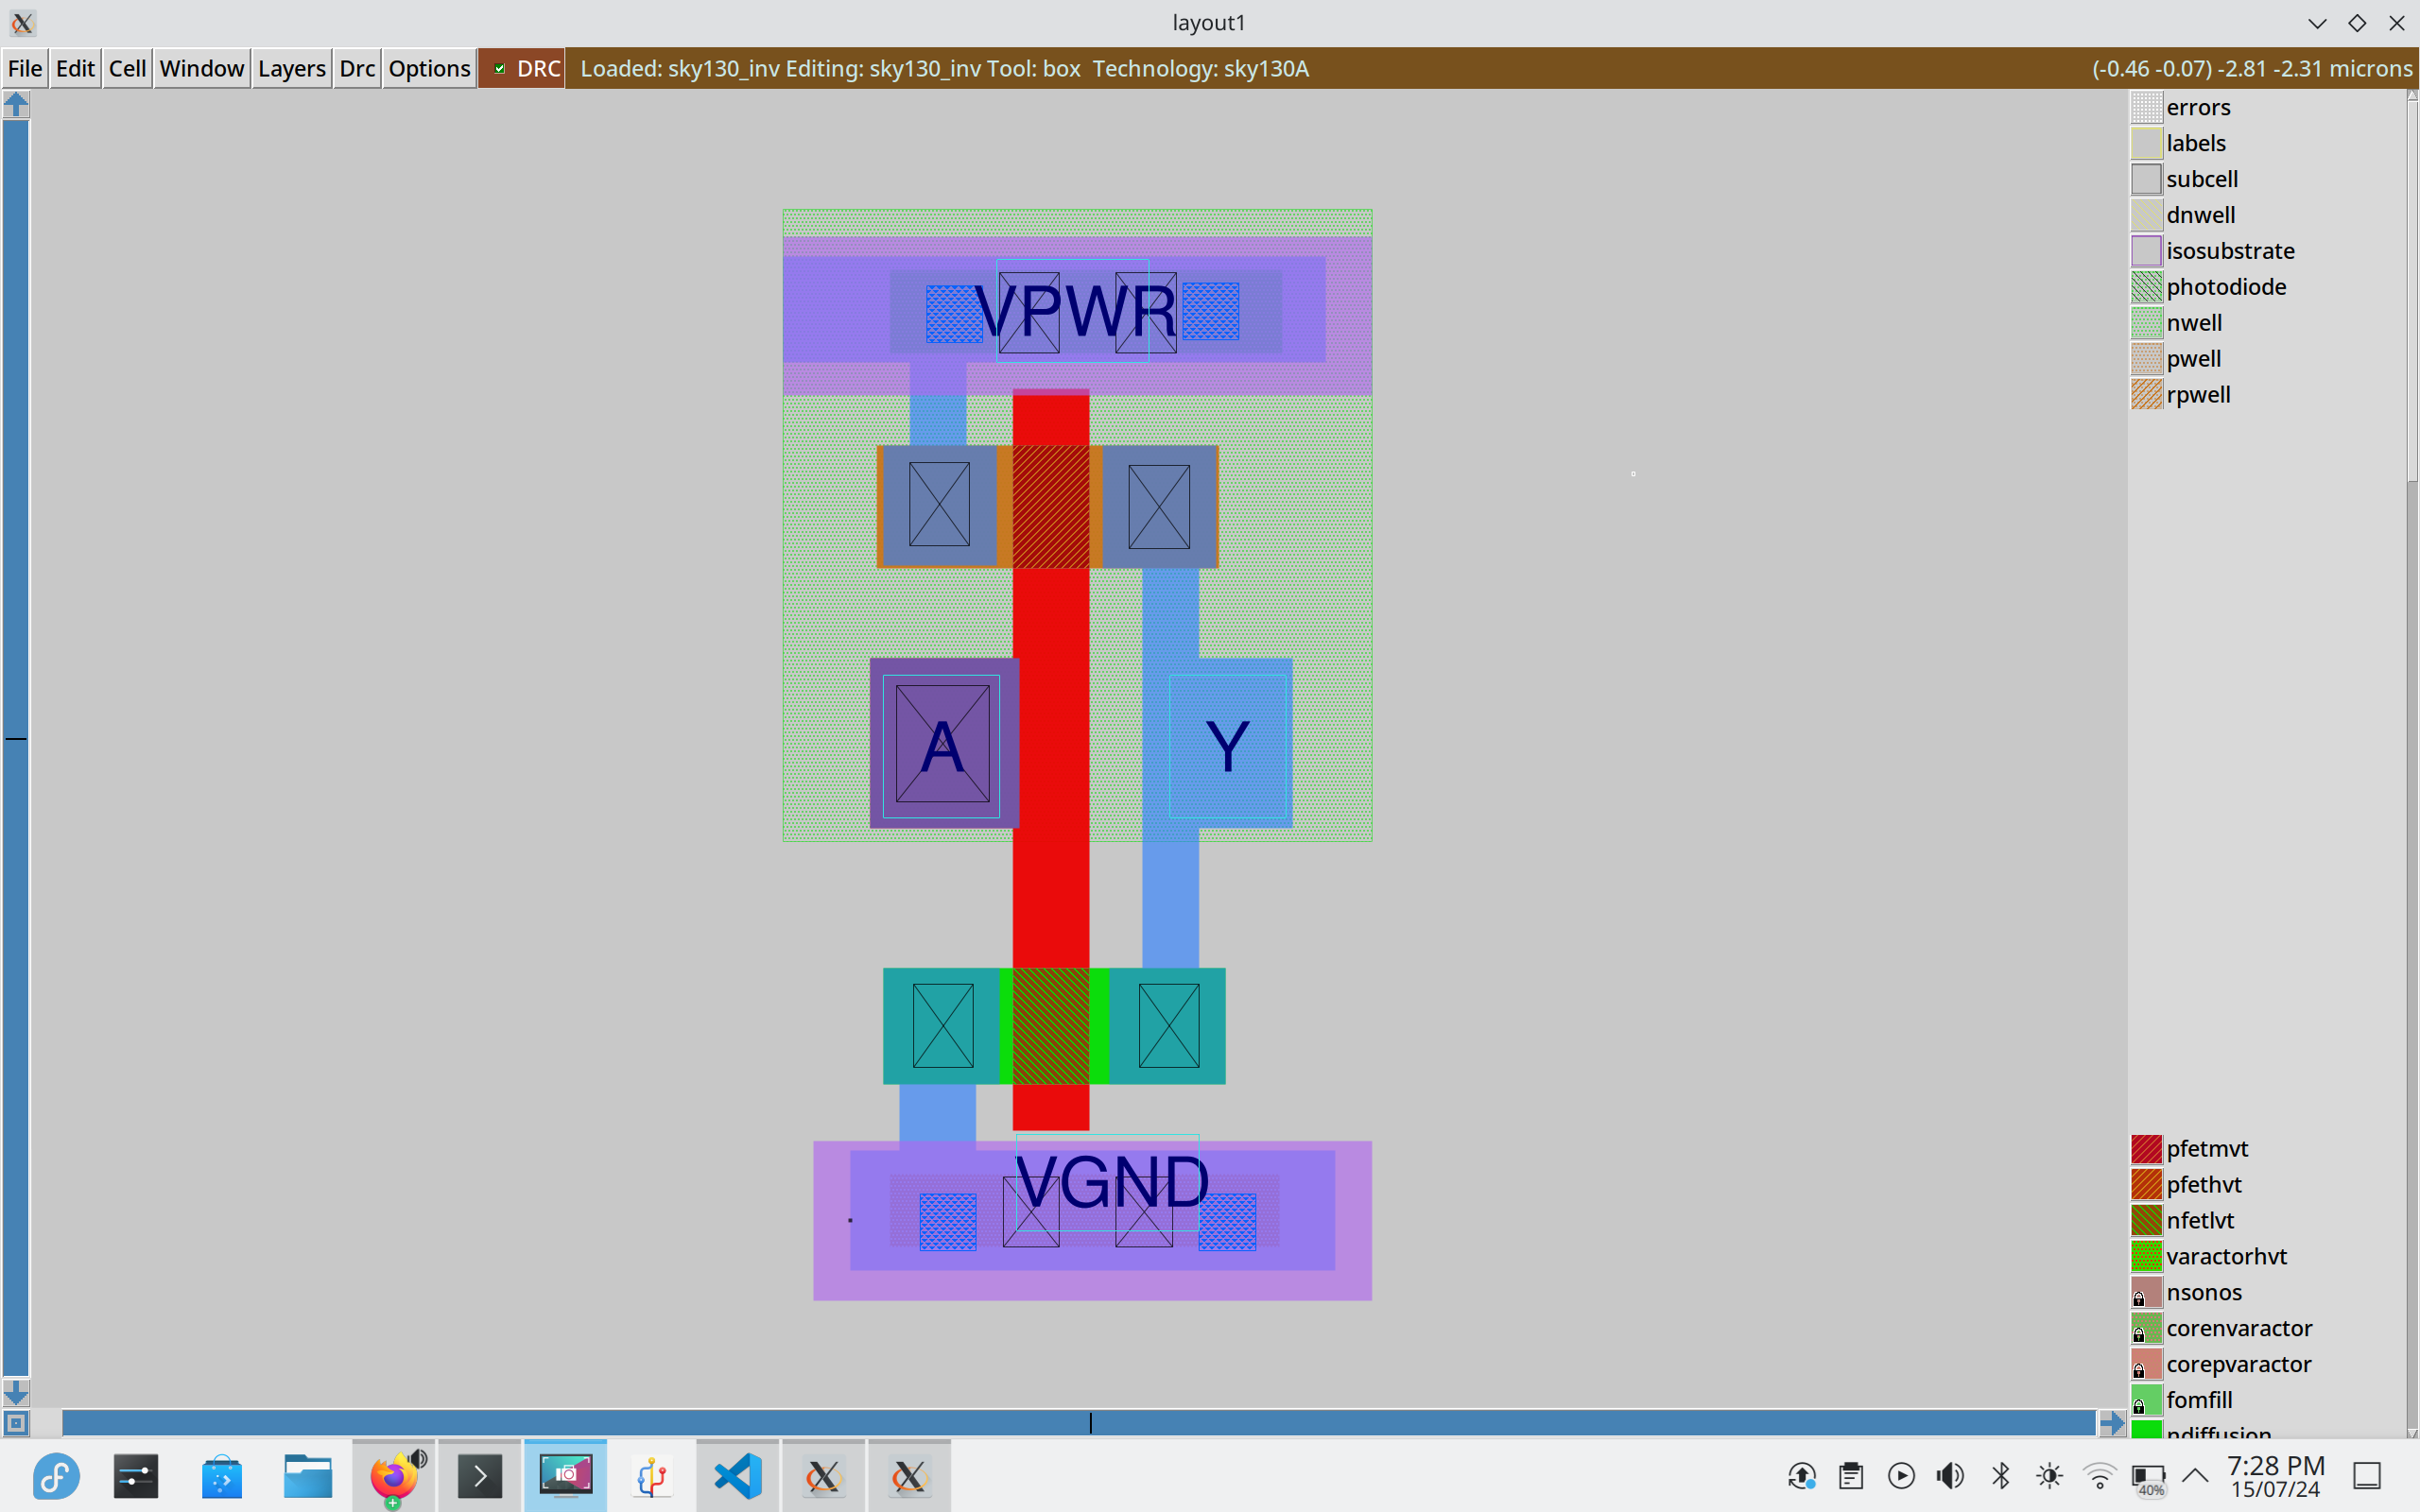 layout1
File Edit Cell Window Layers Drc Options DRC Loaded: sky130_inv Editing: sky130_inv Tool: box Technology: sky130A (-0.46 -0.07) -2.81 -2.31 microns
errors
labels
subcell
dnwell
isosubstrate
photodiode
nwell
pwell
rpwell
VPWR
A
Y
VGND
pfetmvt
pfethvt
nfetlvt
varactorhvt
nsonos
corenvaractor
corepvaractor
fomfill
ndiffusion
40%
7:28 PM
15/07/24